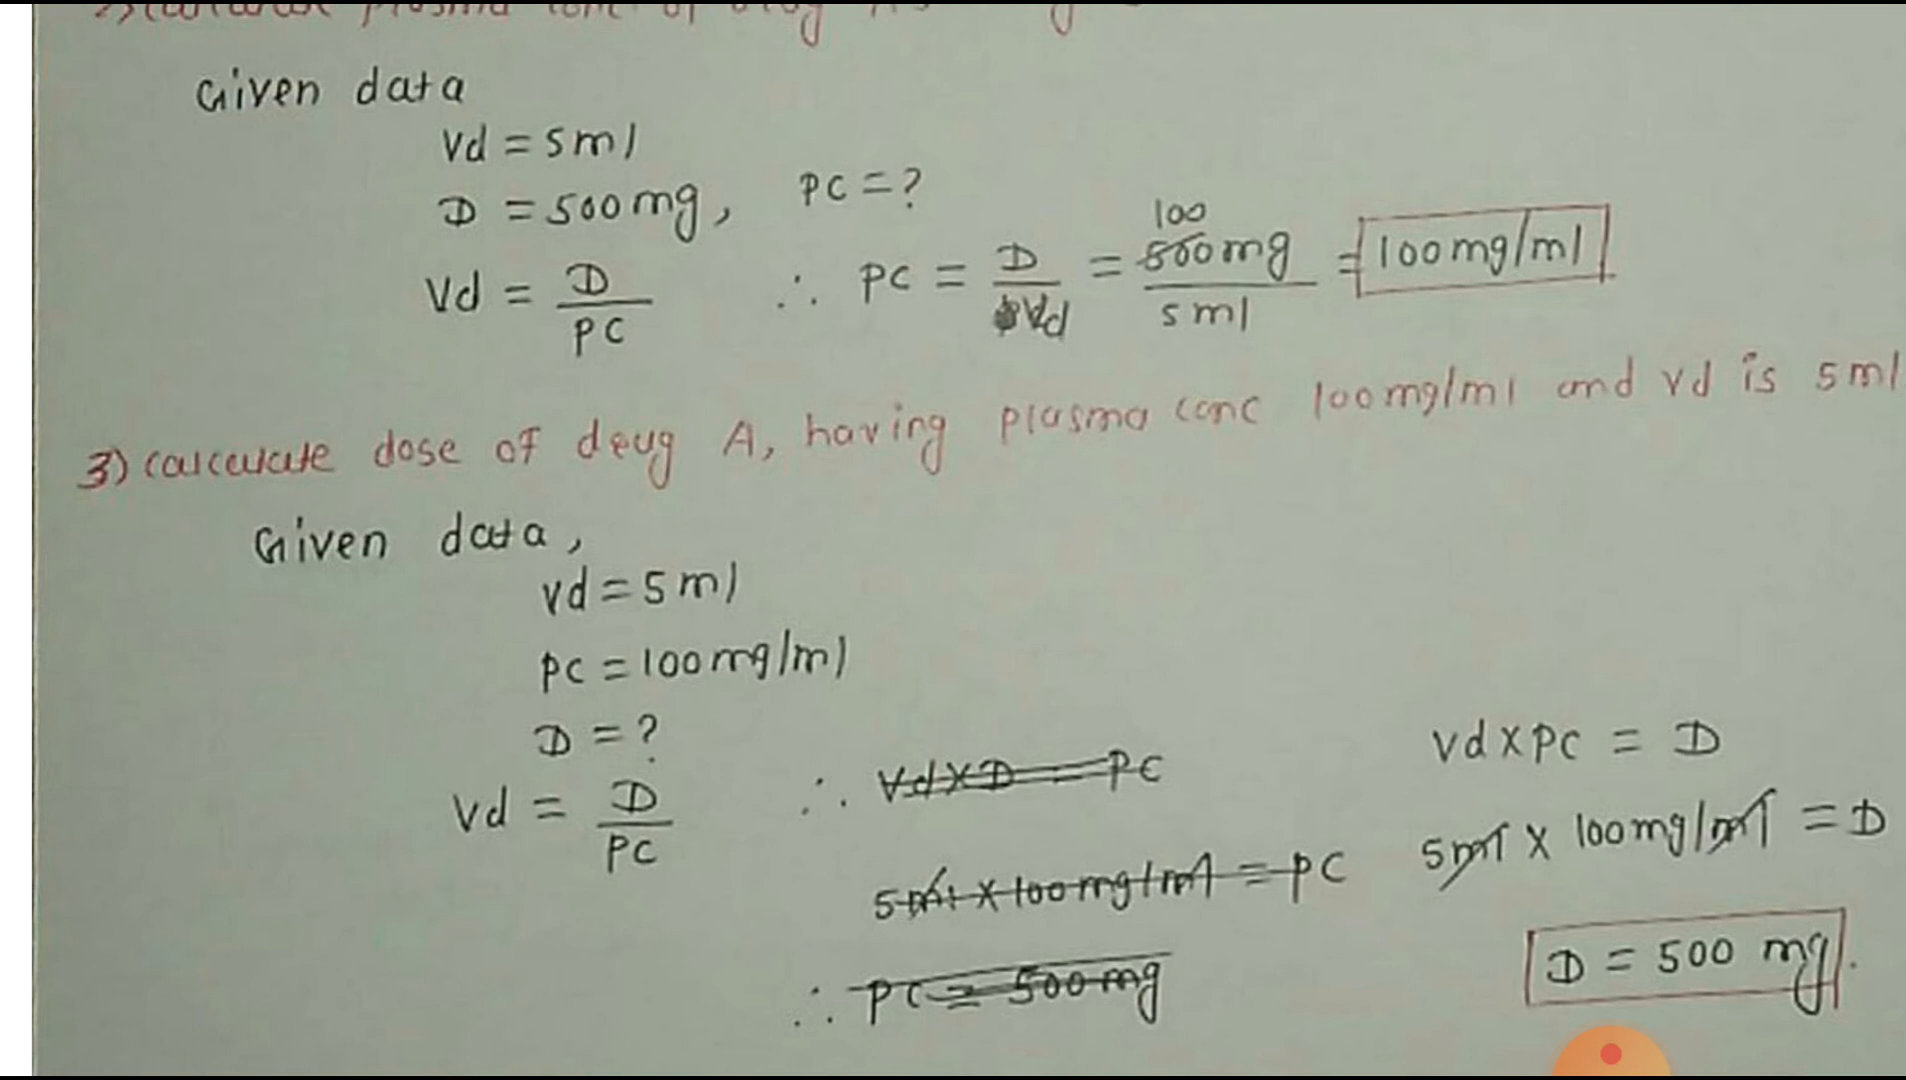 Given data
Vd = 5ml
D = 500mg, PC = ?
Vd = D/PC ∴ PC = D/Vd = 100 500mg/5ml = 100mg/ml
3) calculate dose of drug A, having plasma conc 100mg/ml and vd is 5ml
Given data,
vd = 5ml
PC = 100mg/ml
D = ?
Vd = D/PC ∴ Vd x D = PC
5ml x 100mg/ml = PC
∴ PC = 500mg
Vd x PC = D
5ml x 100mg/ml = D
D = 500 mg.